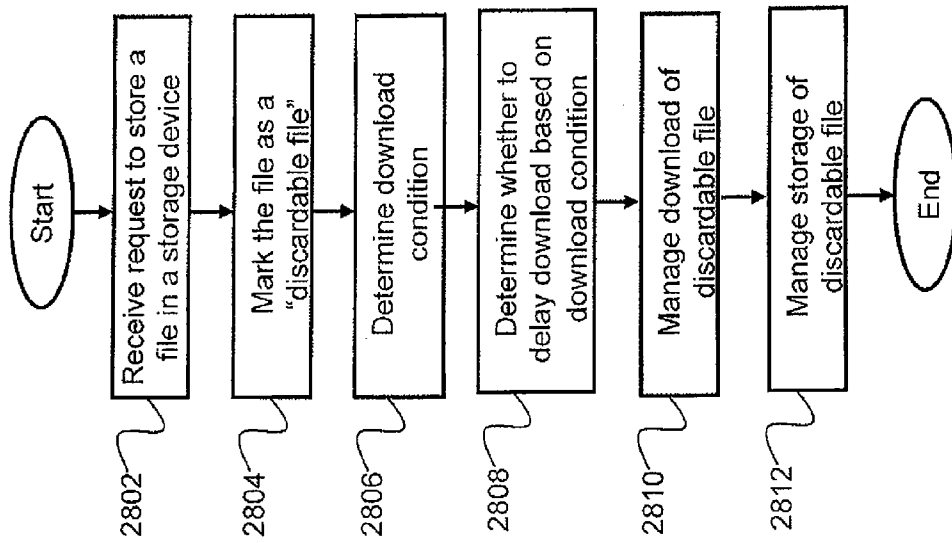 Start
2802
Receive request to store a
file in a storage device
2804
Mark the file as a
“discardable file”
2806
Determine download
condition
2808
Determine whether to
delay download based on
download condition
2810
Manage download of
discardable file
2812
Manage storage of
discardable file
End